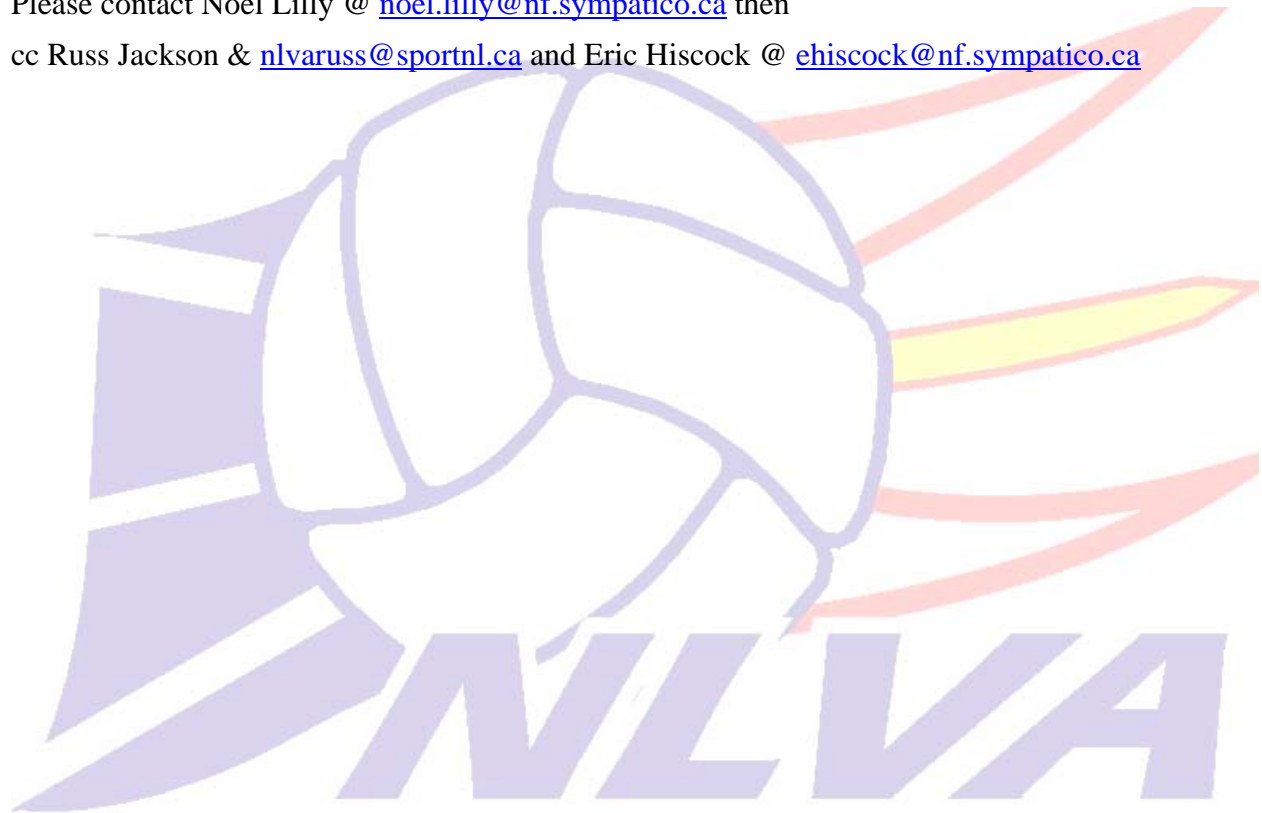 Please contact Noel Lilly @ noel.lilly@nf.sympatico.ca then
cc Russ Jackson & nlvaruss@sportnl.ca and Eric Hiscock @ ehiscock@nf.sympatico.ca
NLVA